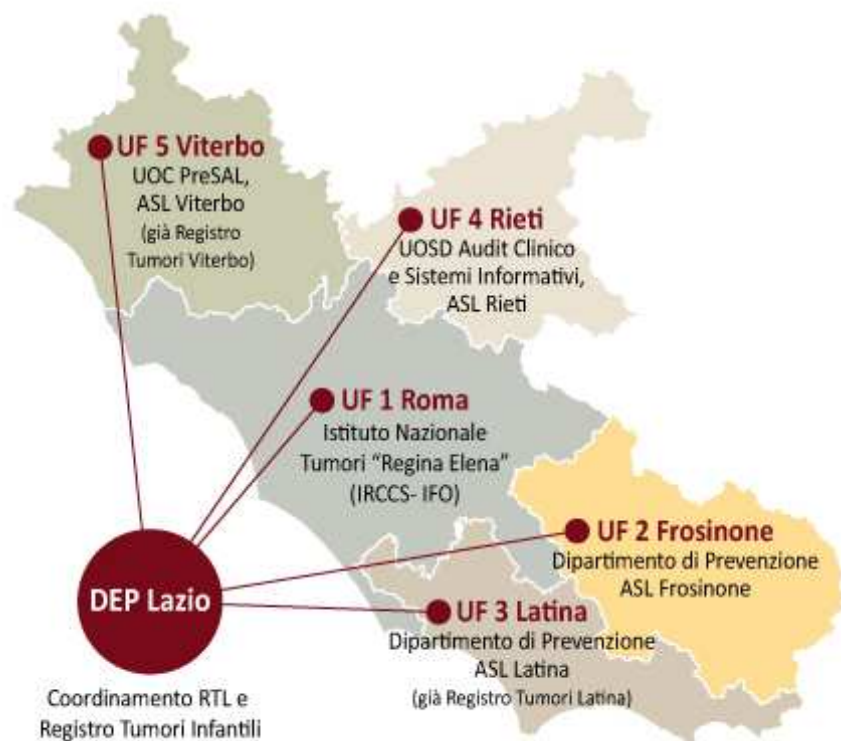 UF 5 Viterbo
UOC PreSAL,
ASL Viterbo
(già Registro
Tumori Viterbo)
UF 4 Rieti
UOSD Audit Clinico
e Sistemi Informativi,
ASL Rieti
UF 1 Roma
Istituto Nazionale
Tumori “Regina Elena”
(IRCCS- IFO)
UF 2 Frosinone
Dipartimento di Prevenzione
ASL Frosinone
UF 3 Latina
Dipartimento di Prevenzione
ASL Latina
(già Registro Tumori Latina)
DEP Lazio
Coordinamento RTL e
Registro Tumori Infantili